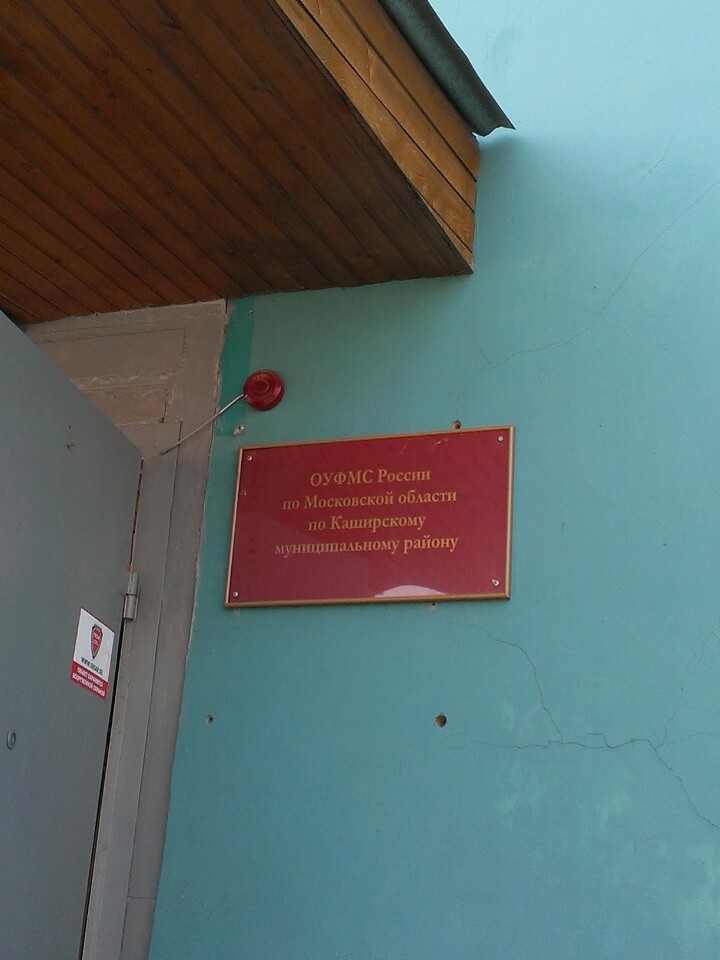 ОУФМС России
по Московской области
по Каширскому
муниципальному району